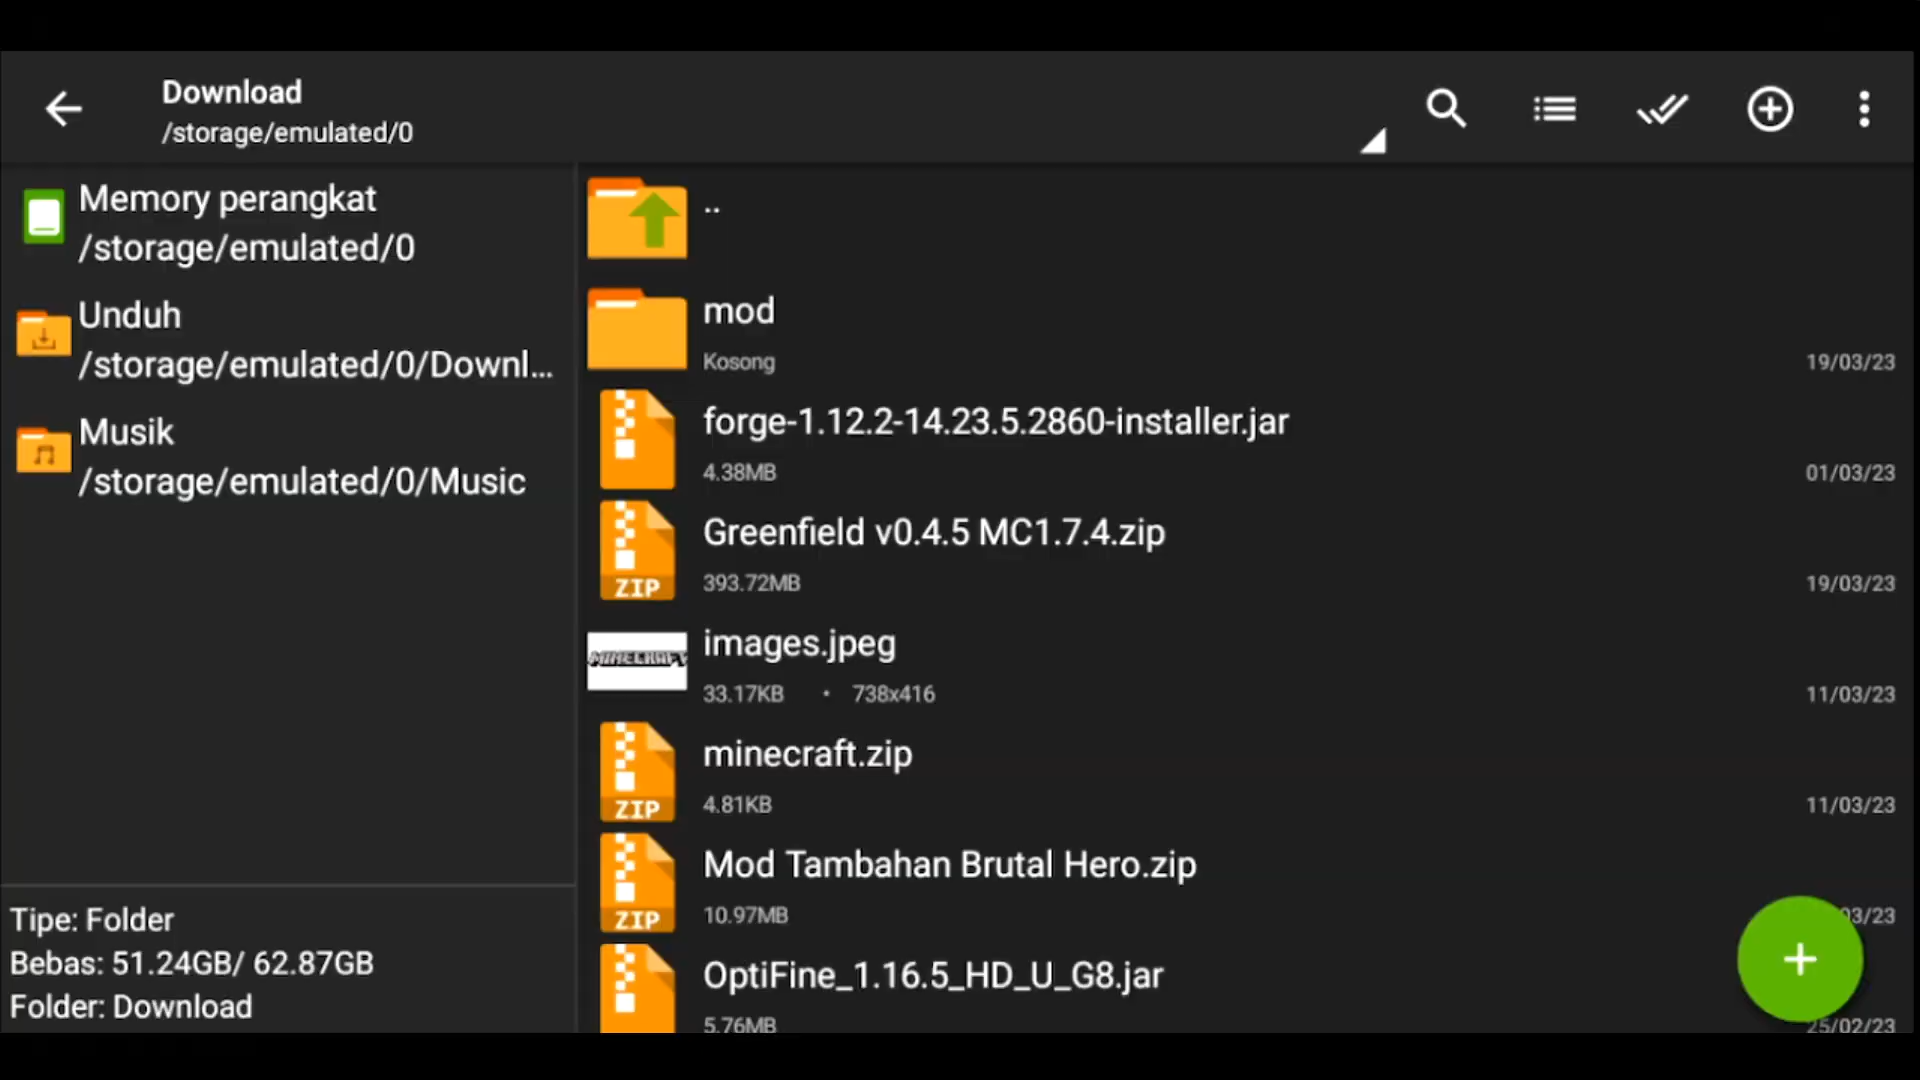 Download
/storage/emulated/0
Memory perangkat
/storage/emulated/0
Unduh
/storage/emulated/0/Downl...
Musik
/storage/emulated/0/Music
Tipe: Folder
Bebas: 51.24GB/ 62.87GB
Folder: Download
..
mod
Kosong
19/03/23
forge-1.12.2-14.23.5.2860-installer.jar
4.38MB
01/03/23
Greenfield v0.4.5 MC1.7.4.zip
ZIP
393.72MB
19/03/23
MINECRAFT
images.jpeg
33.17KB • 738x416
11/03/23
minecraft.zip
ZIP
4.81KB
11/03/23
Mod Tambahan Brutal Hero.zip
ZIP
10.97MB
03/23
OptiFine_1.16.5_HD_U_G8.jar
5.76MB
25/02/23